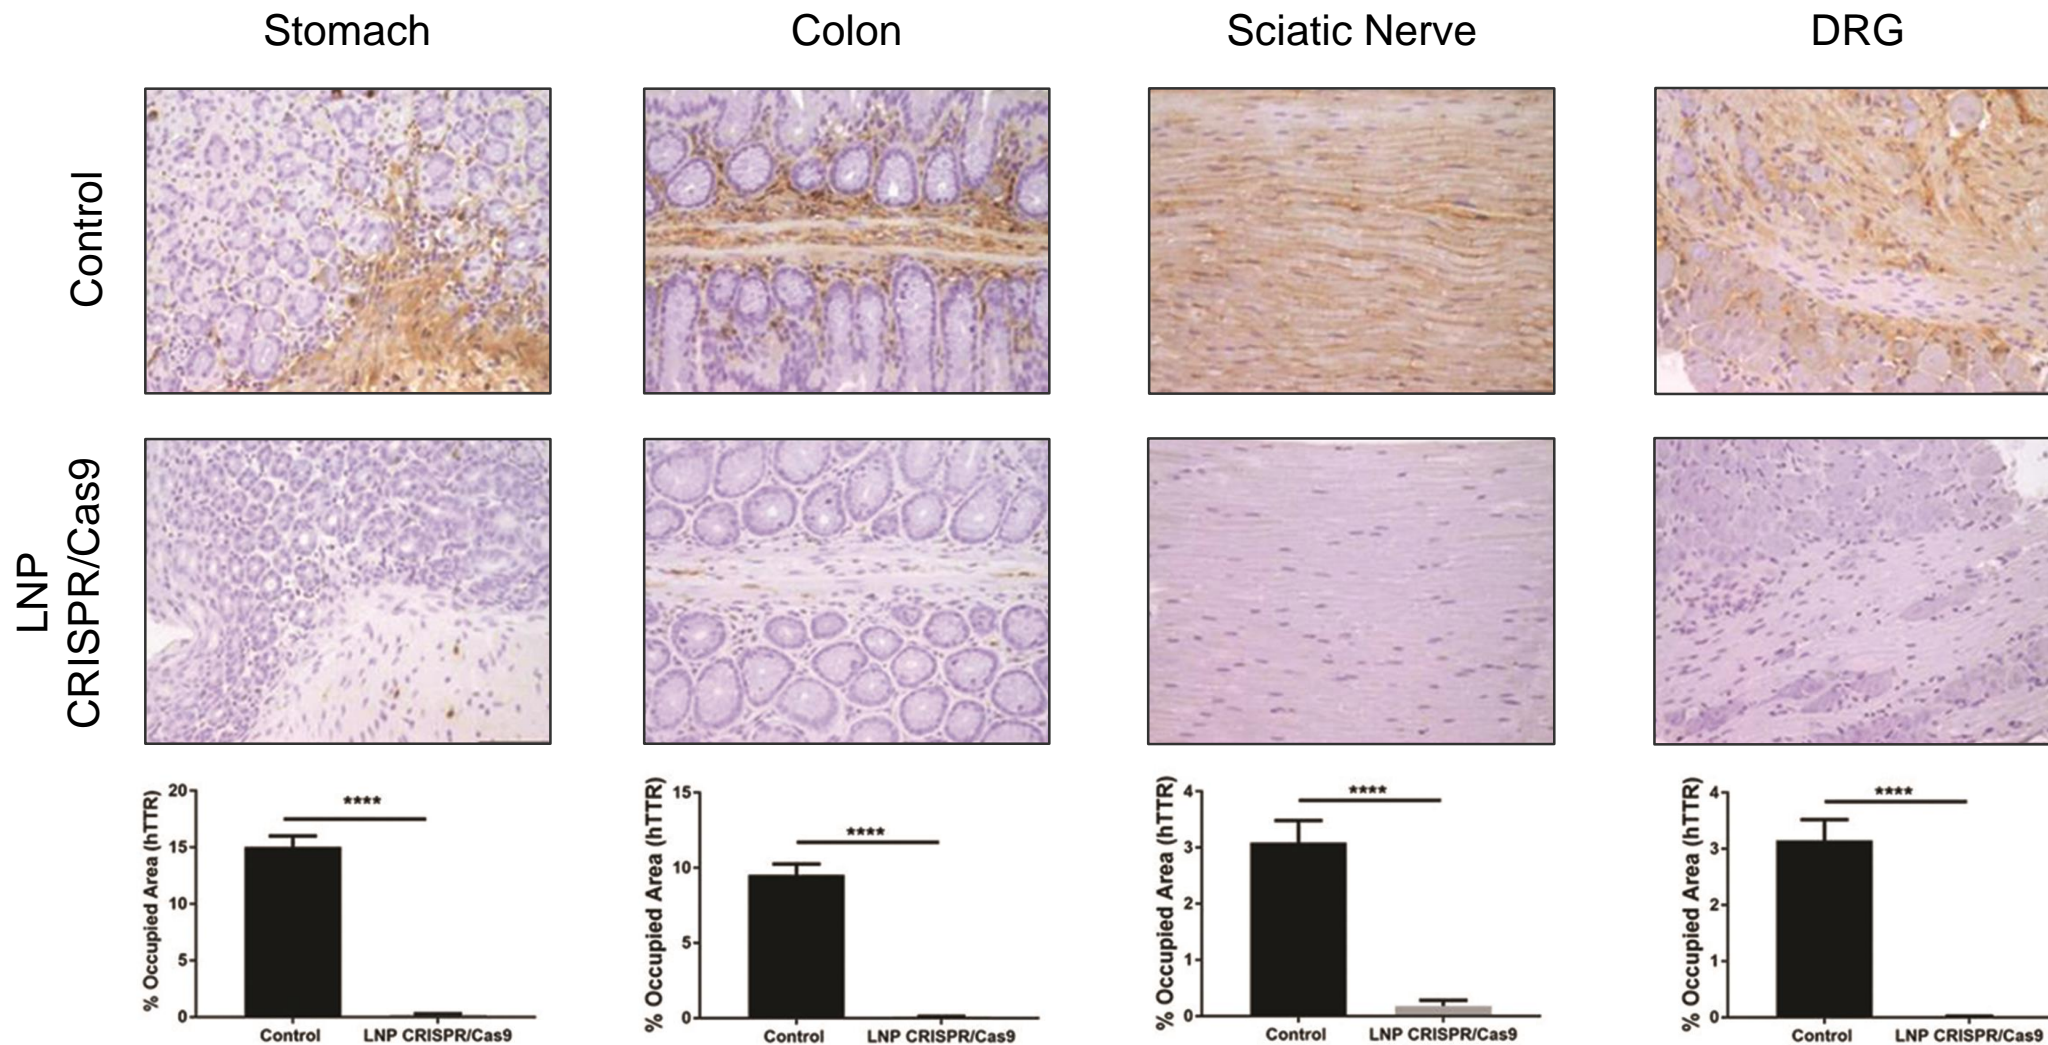 Stomach
Colon
Sciatic Nerve
DRG
Control
LNP
CRISPR/Cas9
% Occupied Area (hTTR)
20
15
10
5
0
****
Control
LNP CRISPR/Cas9
% Occupied Area (hTTR)
15
10
5
0
****
Control
LNP CRISPR/Cas9
% Occupied Area (hTTR)
4
3
2
1
0
****
Control
LNP CRISPR/Cas9
% Occupied Area (hTTR)
4
3
2
1
0
****
Control
LNP CRISPR/Cas9